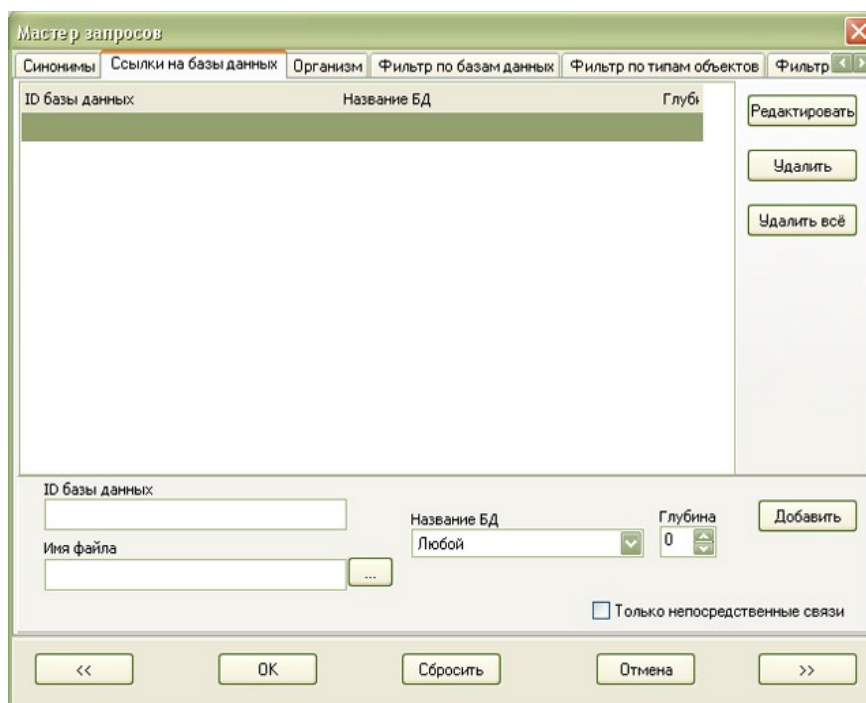 Мастер запросов
Синонимы Ссылки на базы данных Организм Фильтр по базам данных Фильтр по типам объектов Фильтр
ID базы данных Название БД Глуби
Редактировать
Удалить
Удалить всё
ID базы данных
Название БД Глубина Добавить
Любой 0
Имя файла
...
Только непосредственные связи
<< OK Сбросить Отмена >>